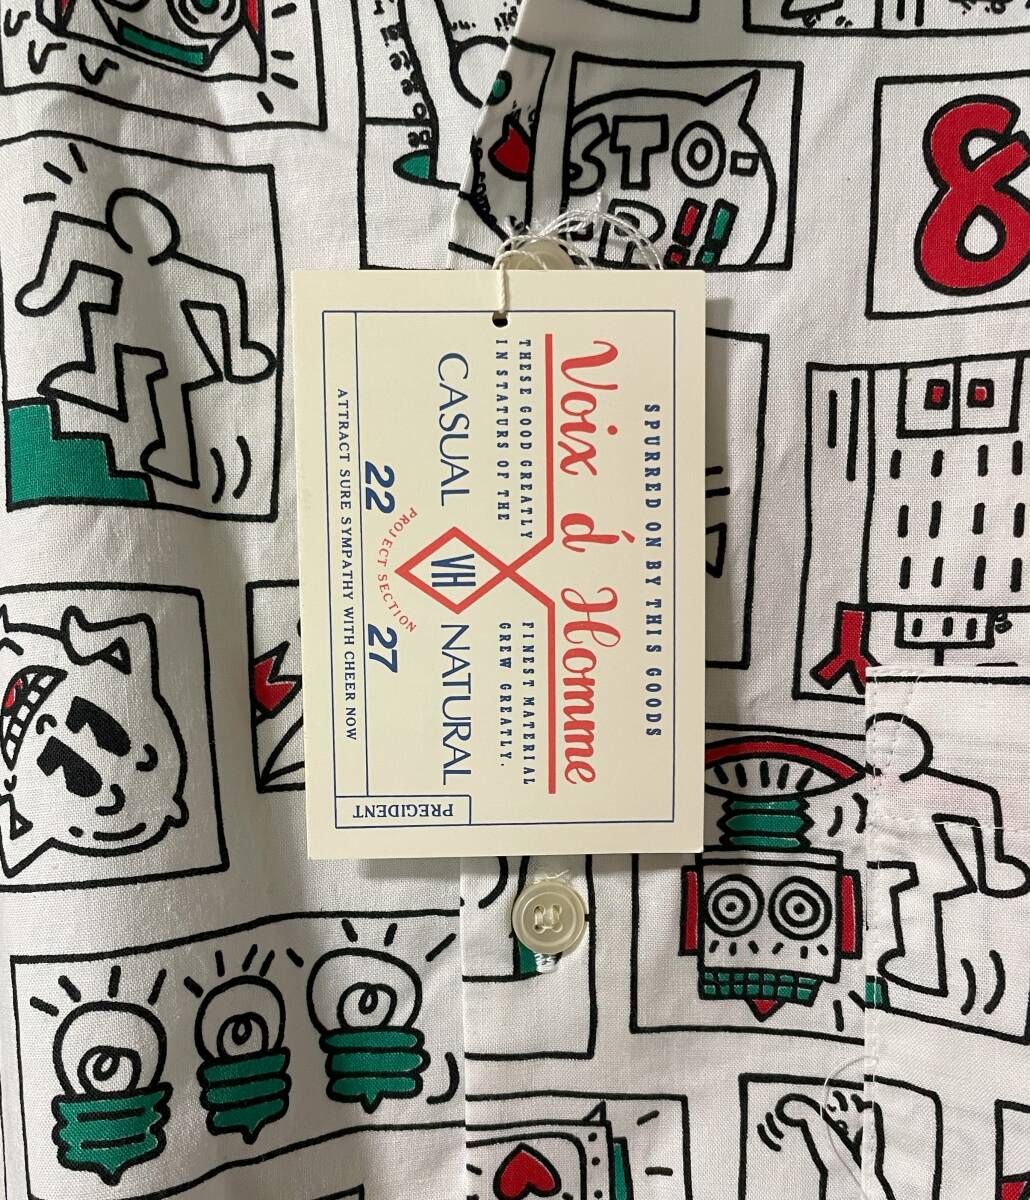 STO-
P!!
8
SPURRED ON BY THIS GOODS
Voix d' Homme
THESE GOOD GREATLY
IN STATURS OF THE
FINEST MATERIAL
GREW GREATLY.
CASUAL
VH
NATURAL
PROJECT SECTION
22
27
ATTRACT SURE SYMPATHY WITH CHEER NOW
PREGIDENT